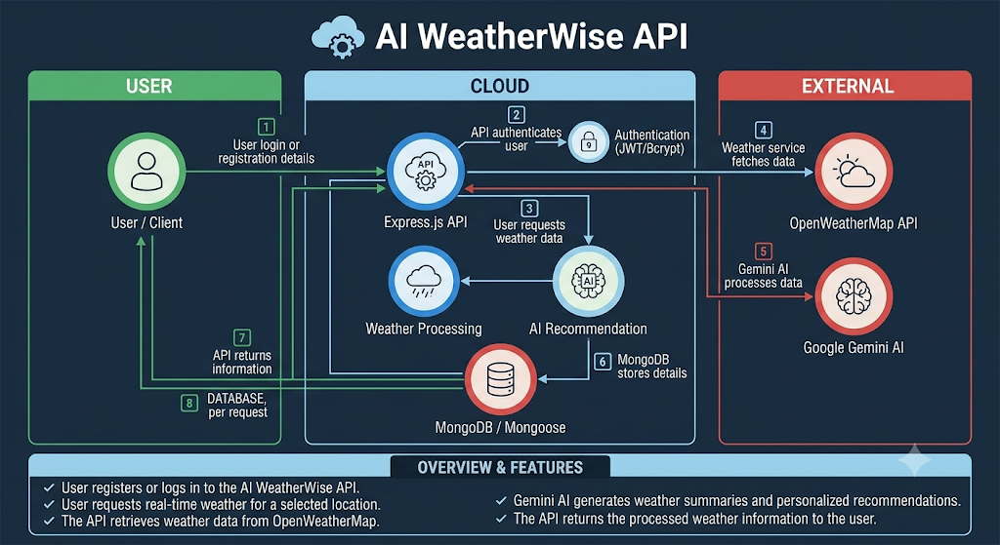 AI WeatherWise API
USER
CLOUD
EXTERNAL
1
User login or
registration details
User / Client
2
API authenticates
user
Authentication
(JWT/Bcrypt)
API
Express.js API
3
User requests
weather data
4
Weather service
fetches data
OpenWeatherMap API
5
Gemini AI
processes data
Google Gemini AI
Weather Processing
AI
AI Recommendation
6
MongoDB
stores details
MongoDB / Mongoose
7
API returns
information
8
DATABASE,
per request
OVERVIEW & FEATURES
✓ User registers or logs in to the AI WeatherWise API.
✓ User requests real-time weather for a selected location.
✓ The API retrieves weather data from OpenWeatherMap.
✓ Gemini AI generates weather summaries and personalized recommendations.
✓ The API returns the processed weather information to the user.